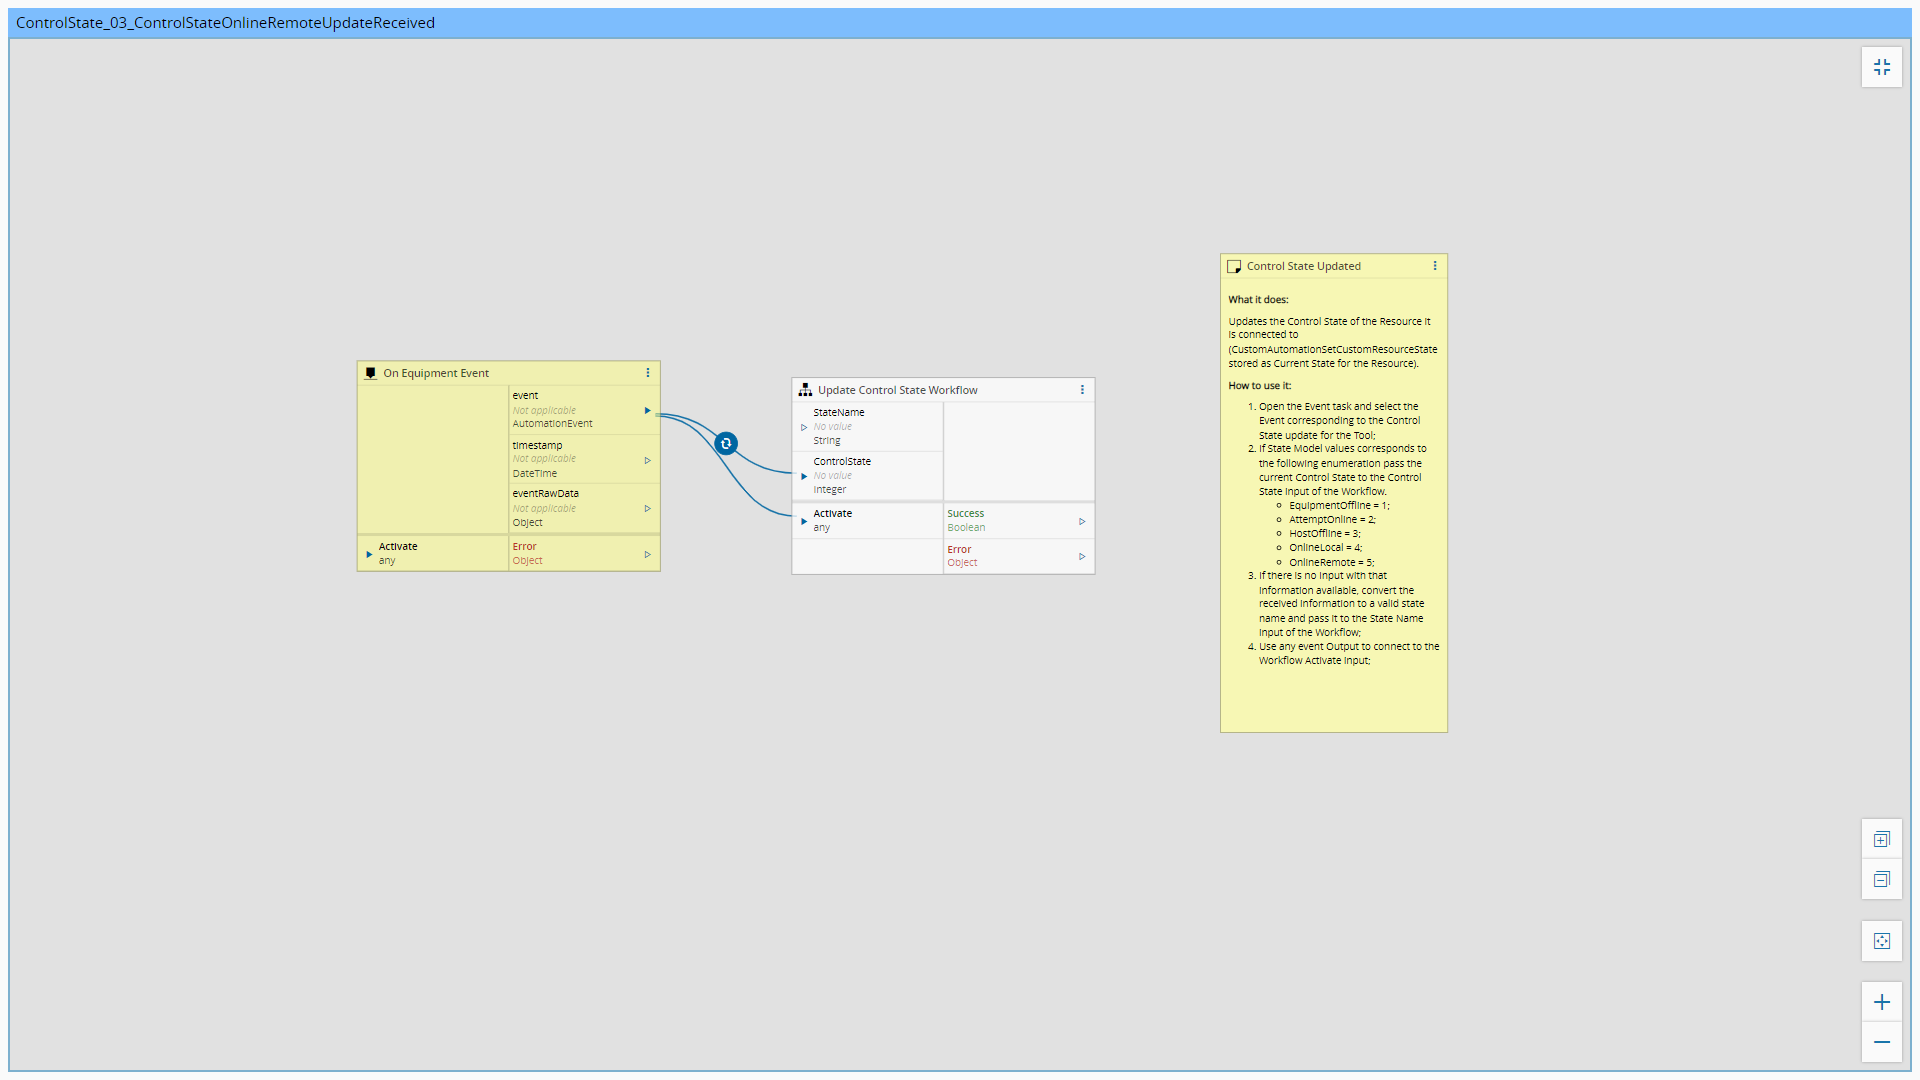 ControlState_03_ControlStateOnlineRemoteUpdateReceived
On Equipment Event
event
Not applicable
AutomationEvent
timestamp
Not applicable
DateTime
eventRawData
Not applicable
Object
Activate
any
Error
Object
Update Control State Workflow
StateName
No value
String
ControlState
No value
Integer
Activate
any
Success
Boolean
Error
Object
Control State Updated
What it does:
Updates the Control State of the Resource it
is connected to
(CustomAutomationSetCustomResourceState
stored as Current State for the Resource).
How to use it:
1. Open the Event task and select the
Event corresponding to the Control
State update for the Tool;
2. If State Model values corresponds to
the following enumeration pass the
current Control State to the Control
State Input of the Workflow.
EquipmentOffline = 1;
AttemptOnline = 2;
HostOffline = 3;
OnlineLocal = 4;
OnlineRemote = 5;
3. If there is no input with that
information available, convert the
received information to a valid state
name and pass it to the State Name
Input of the Workflow;
4. Use any event Output to connect to the
Workflow Activate Input;